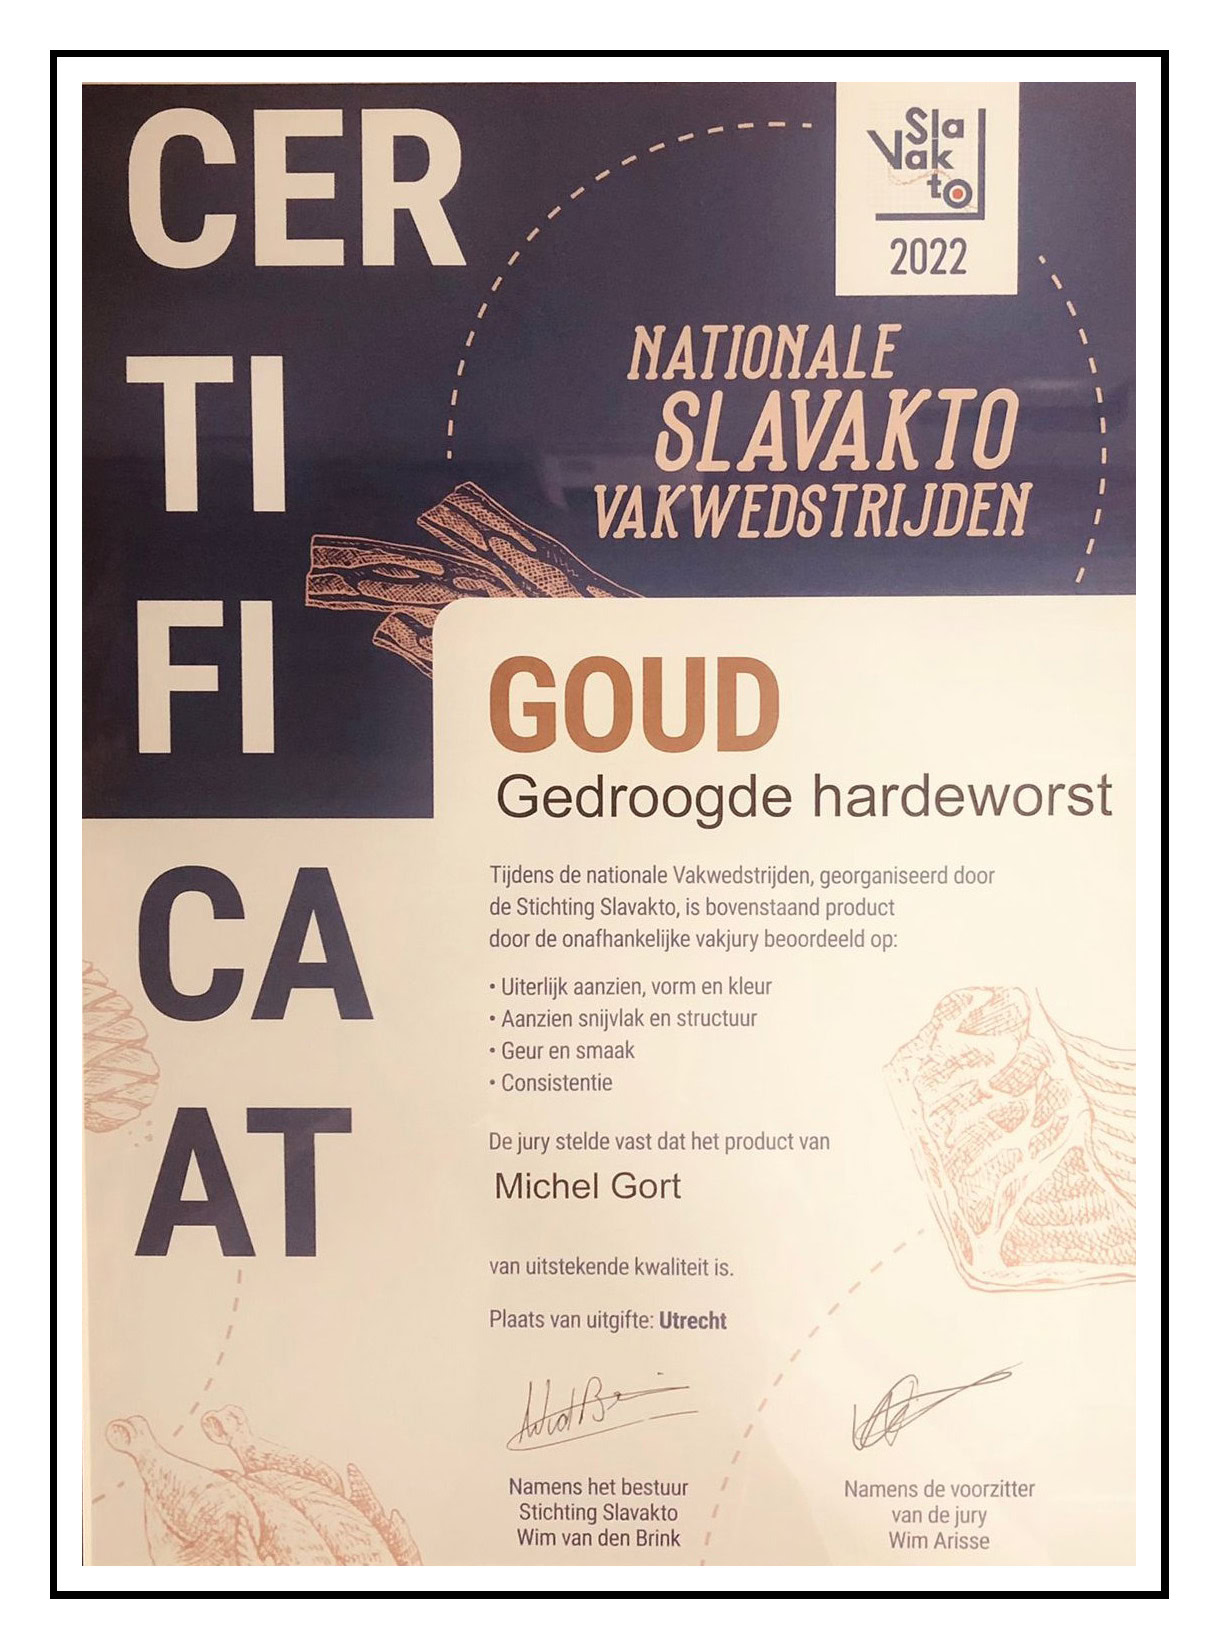 CER
TI
FI
CA
AT
Sla
Vak
to
2022
NATIONALE
SLAVAKTO
VAKWEDSTRIJDEN
GOUD
Gedroogde hardeworst
Tijdens de nationale Vakwedstrijden, georganiseerd door
de Stichting Slavakto, is bovenstaand product
door de onafhankelijke vakjury beoordeeld op:
• Uiterlijk aanzien, vorm en kleur
• Aanzien snijvlak en structuur
• Geur en smaak
• Consistentie
De jury stelde vast dat het product van
Michel Gort
van uitstekende kwaliteit is.
Plaats van uitgifte: Utrecht
Namens het bestuur
Stichting Slavakto
Wim van den Brink
Namens de voorzitter
van de jury
Wim Arisse